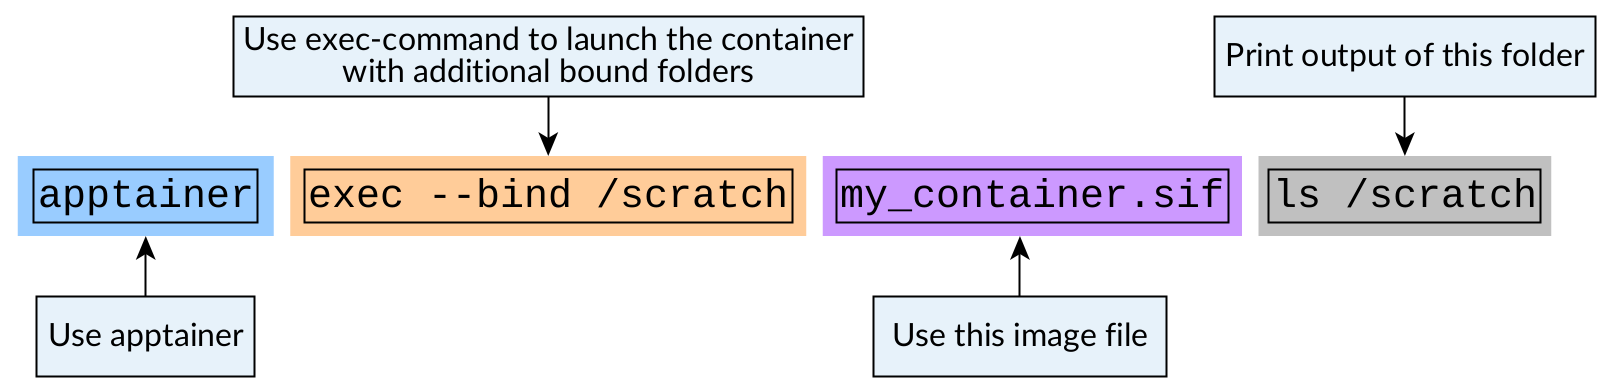 Use exec-command to launch the container
with additional bound folders
Print output of this folder
apptainer exec --bind /scratch my_container.sif ls /scratch
Use apptainer
Use this image file